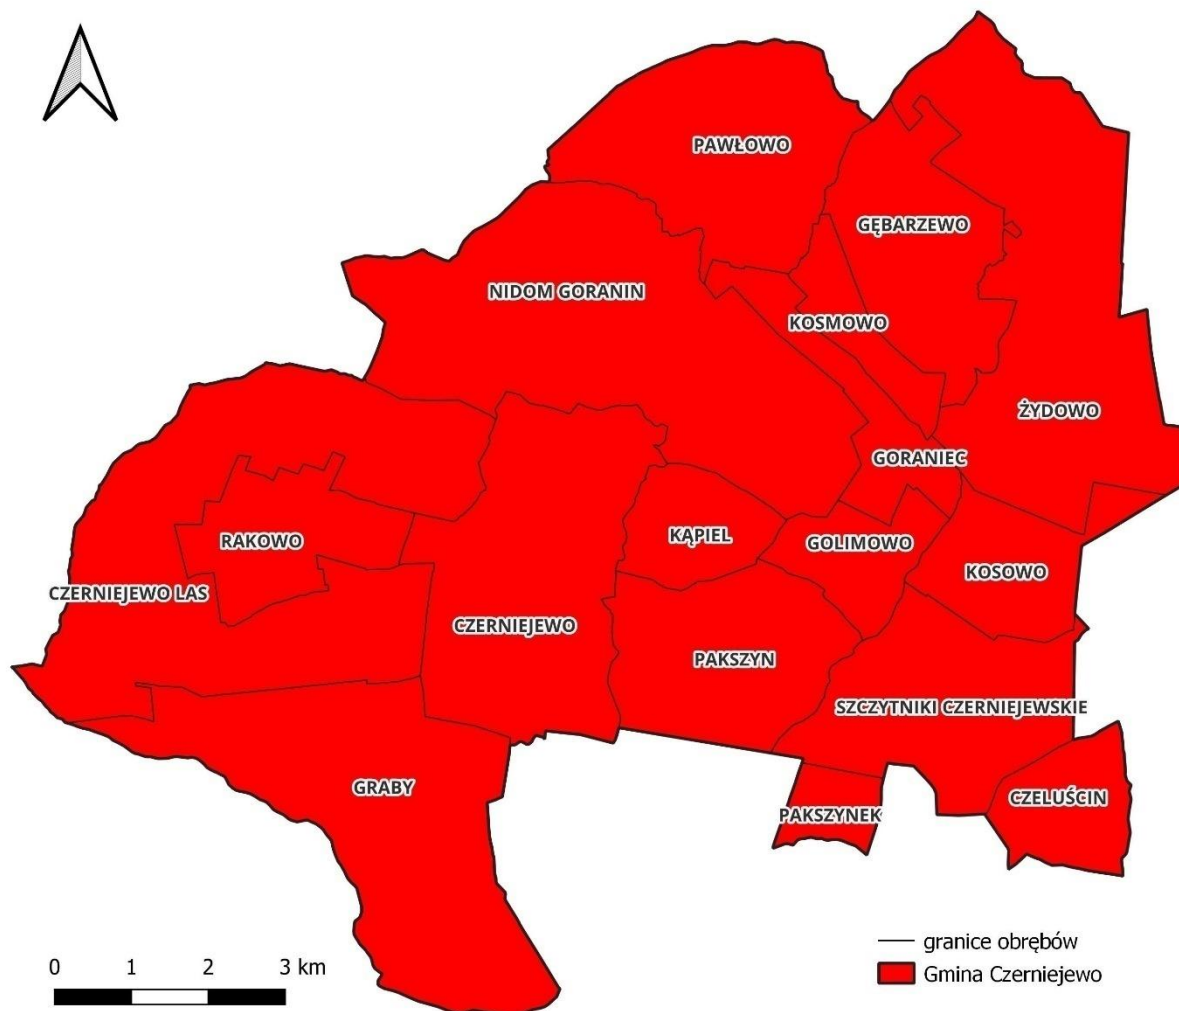 PAWŁOWO
GĘBARZEWO
NIDOM GORANIN
KOSMOWO
ŻYDOWO
GORANIEC
RAKOWO
KĄPIEL
GOLIMOWO
KOSOWO
CZERNIEJEWO LAS
CZERNIEJEWO
PAKSZYN
SZCZYTNIKI CZERNIEJEWSKIE
GRABY
CZELUŚCIN
PAKSZYNEK
granice obrębów
0 1 2 3 km
Gmina Czerniejewo